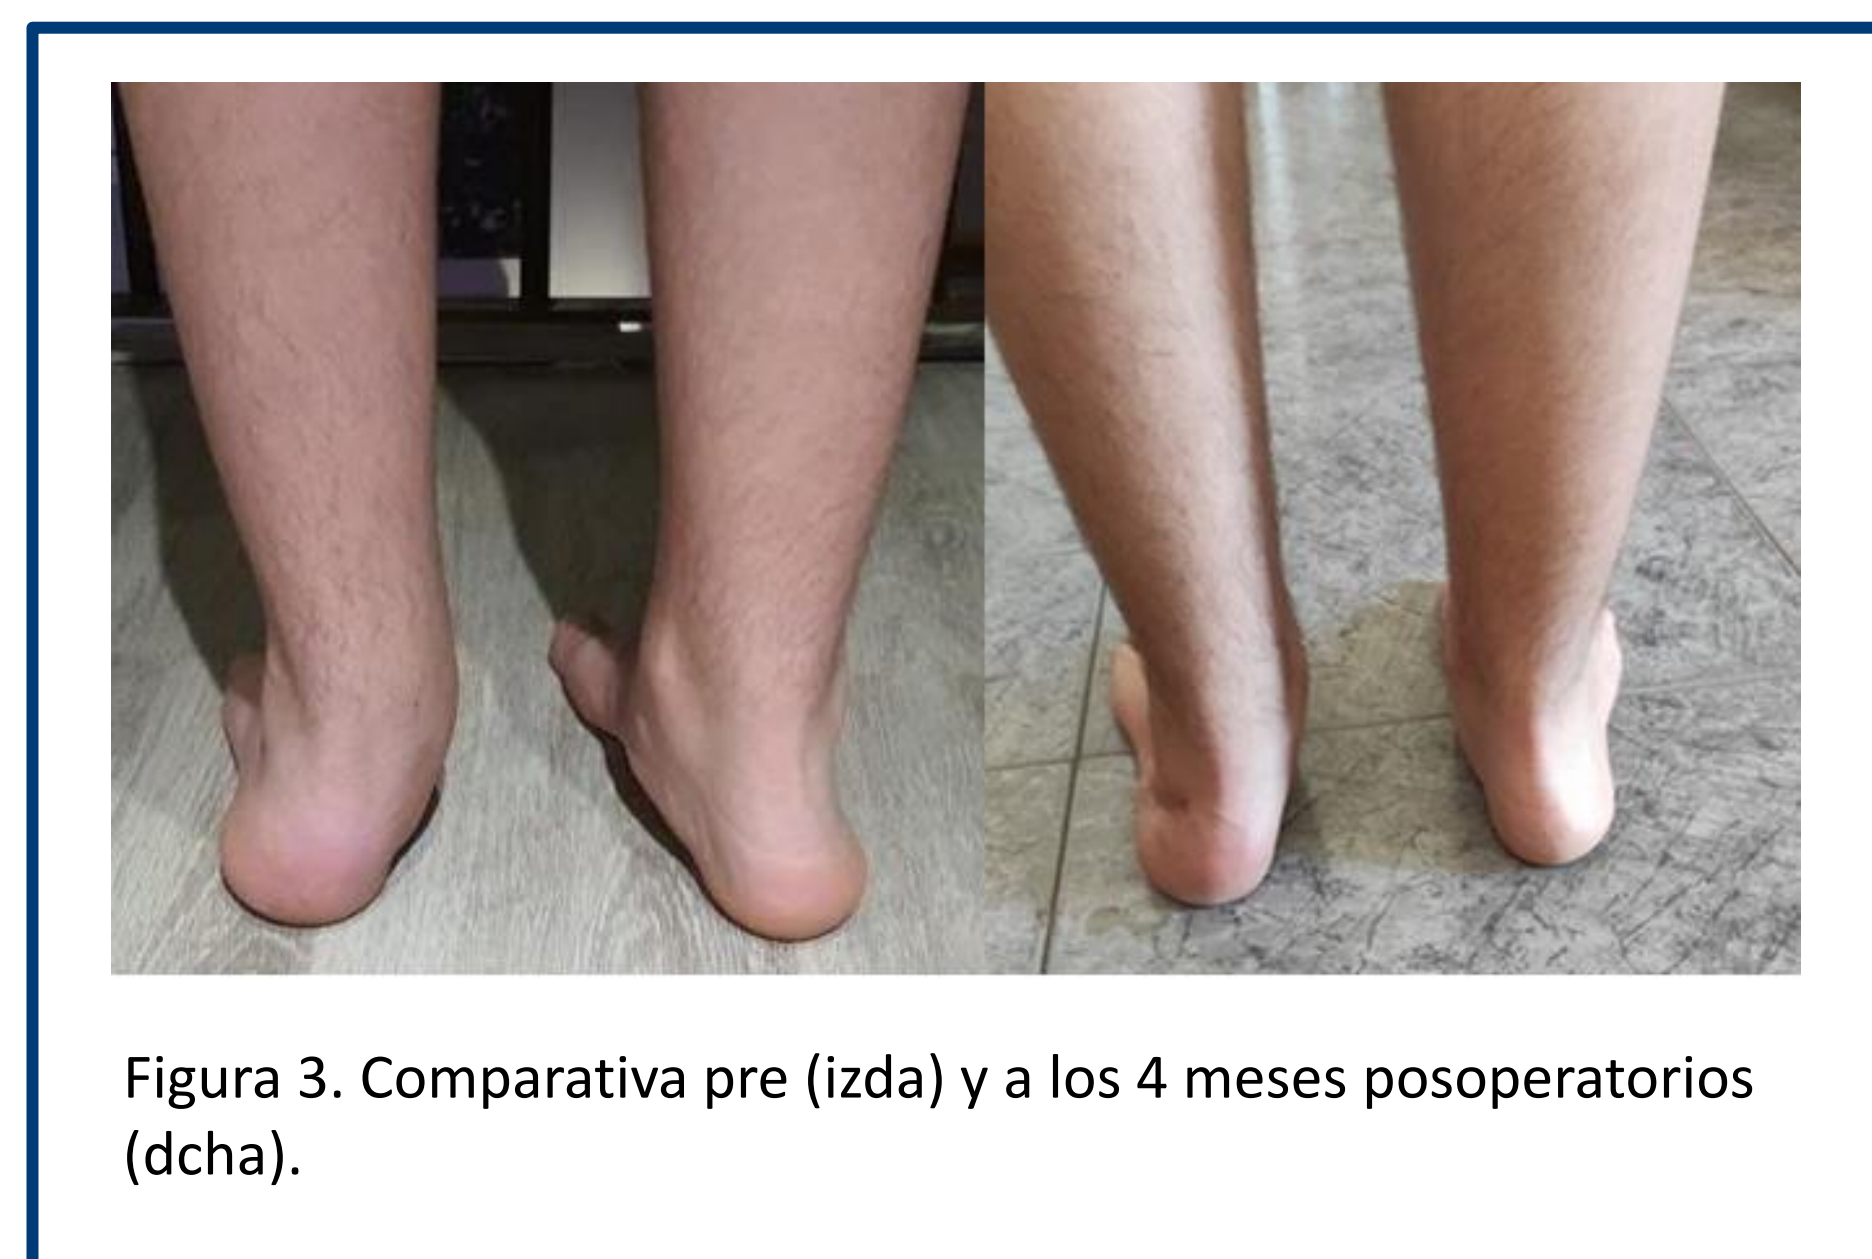 Figura 3. Comparativa pre (izda) y a los 4 meses posoperatorios
(dcha).